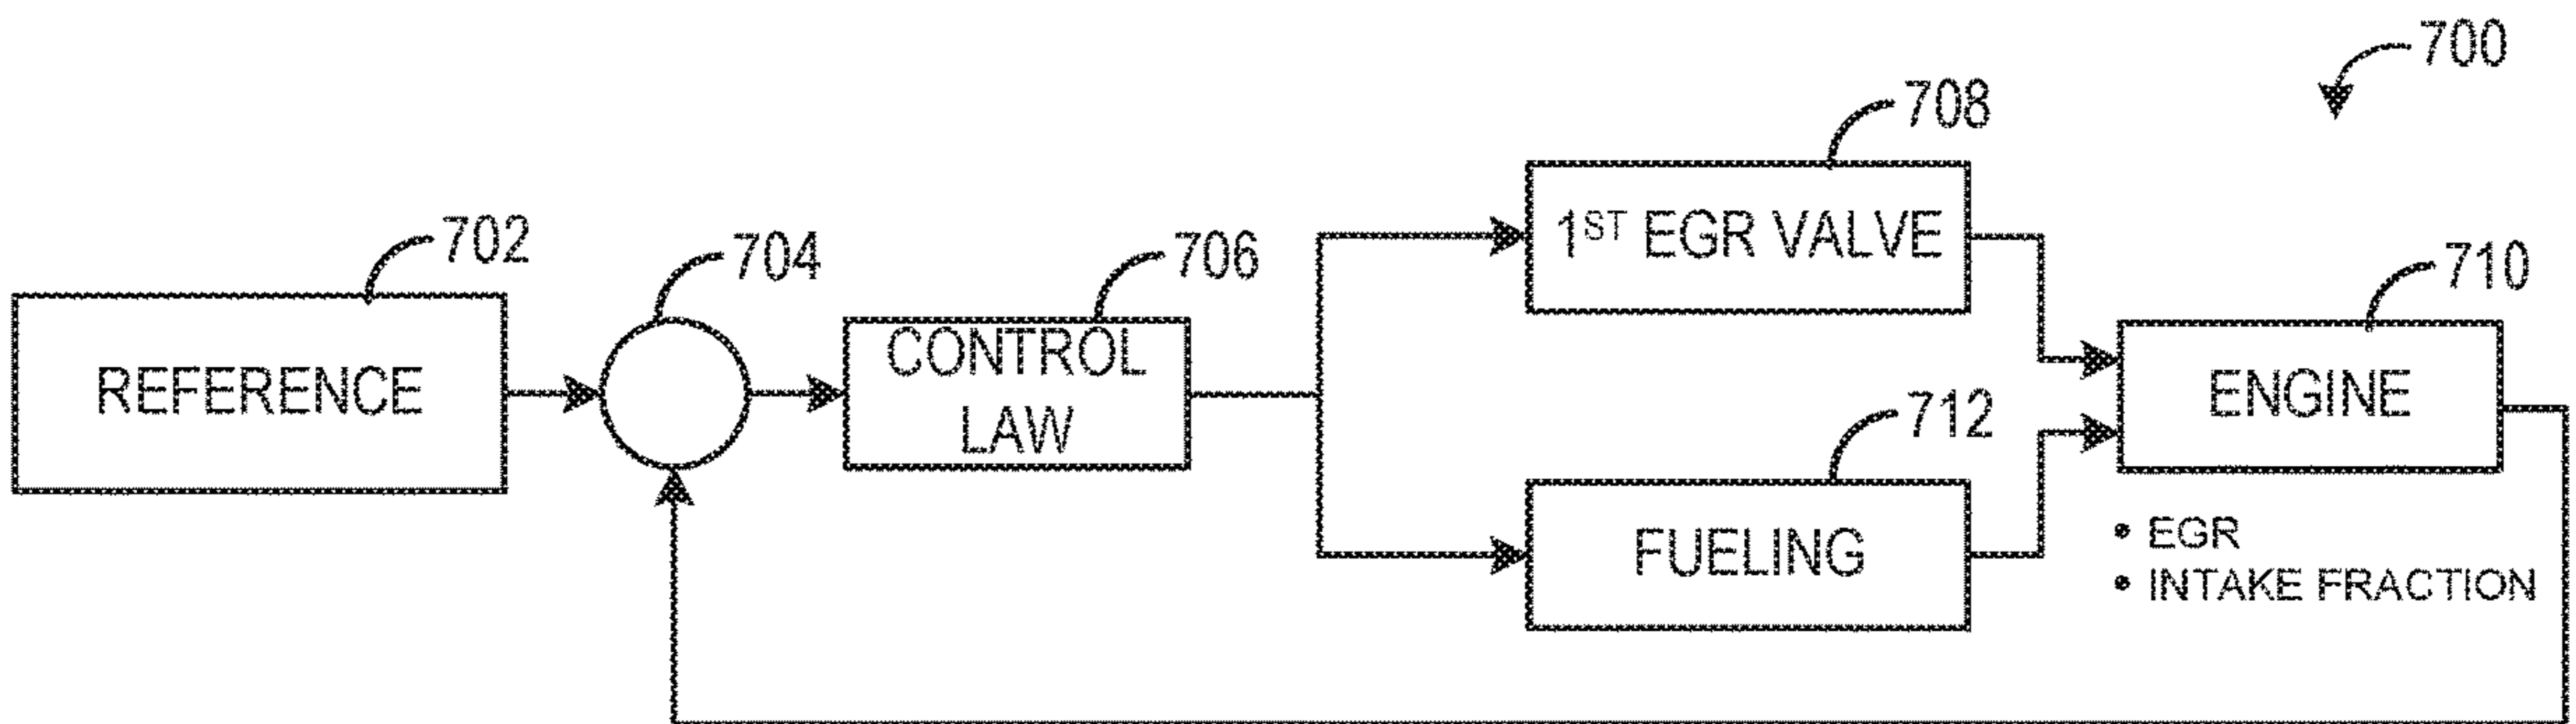 700
708
1ST EGR VALVE
702
704
706
710
REFERENCE
CONTROL
LAW
ENGINE
712
FUELING
• EGR
• INTAKE FRACTION